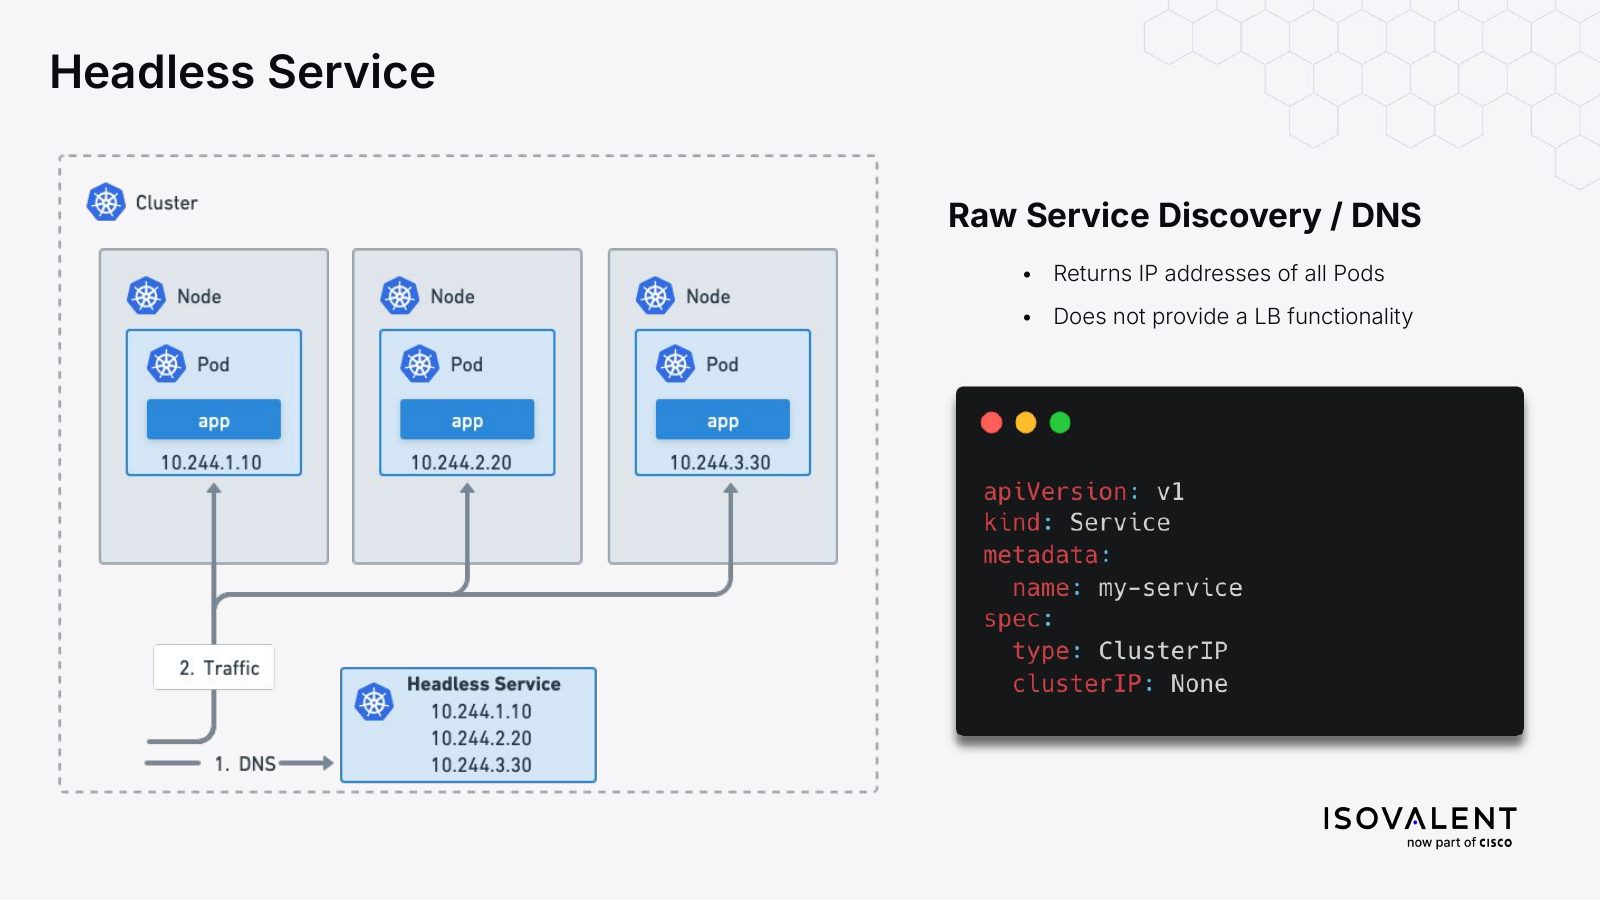 Headless Service
Cluster
Node
Pod
app
10.244.1.10
Node
Pod
app
10.244.2.20
Node
Pod
app
10.244.3.30
2. Traffic
1. DNS
Headless Service
10.244.1.10
10.244.2.20
10.244.3.30
Raw Service Discovery / DNS
• Returns IP addresses of all Pods
• Does not provide a LB functionality
apiVersion: v1
kind: Service
metadata:
  name: my-service
spec:
  type: ClusterIP
  clusterIP: None
ISOVALENT
now part of CISCO